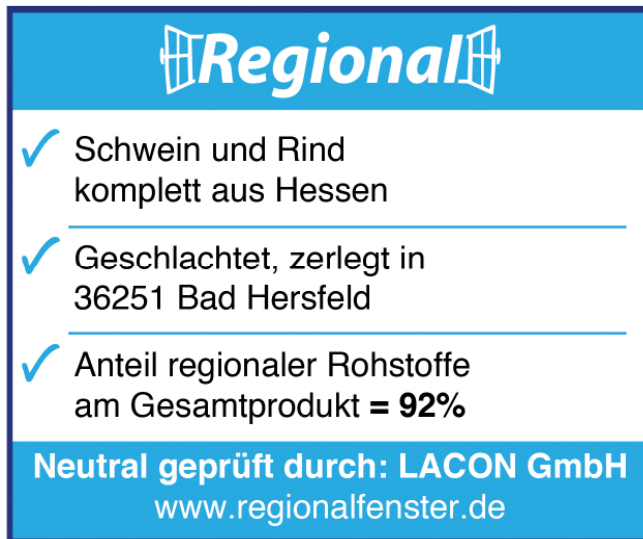 Regional
Schwein und Rind
komplett aus Hessen
Geschlachtet, zerlegt in
36251 Bad Hersfeld
Anteil regionaler Rohstoffe
am Gesamtprodukt = 92%
Neutral geprüft durch: LACON GmbH
www.regionalfenster.de